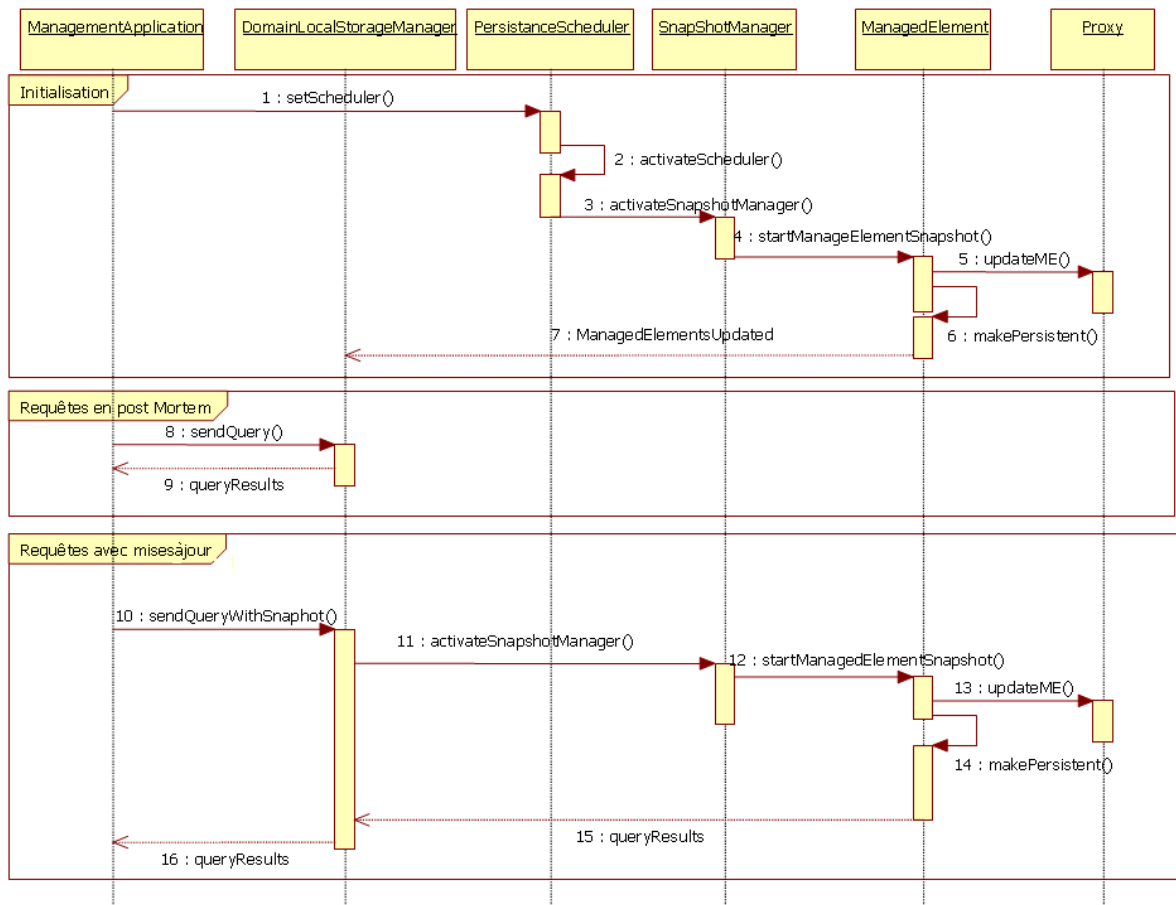 ManagementApplication
DomainLocalStorageManager
PersistanceScheduler
SnapShotManager
ManagedElement
Proxy
Initialisation
1 : setScheduler()
2 : activateScheduler()
3 : activateSnapshotManager()
4 : startManageElementSnapshot()
5 : updateME()
6 : makePersistent()
7 : ManagedElementsUpdated
Requêtes en post Mortem
8 : sendQuery()
9 : queryResults
Requêtes avec misesàjour
10 : sendQueryWithSnaphot()
11 : activateSnapshotManager()
12 : startManagedElementSnapshot()
13 : updateME()
14 : makePersistent()
15 : queryResults
16 : queryResults